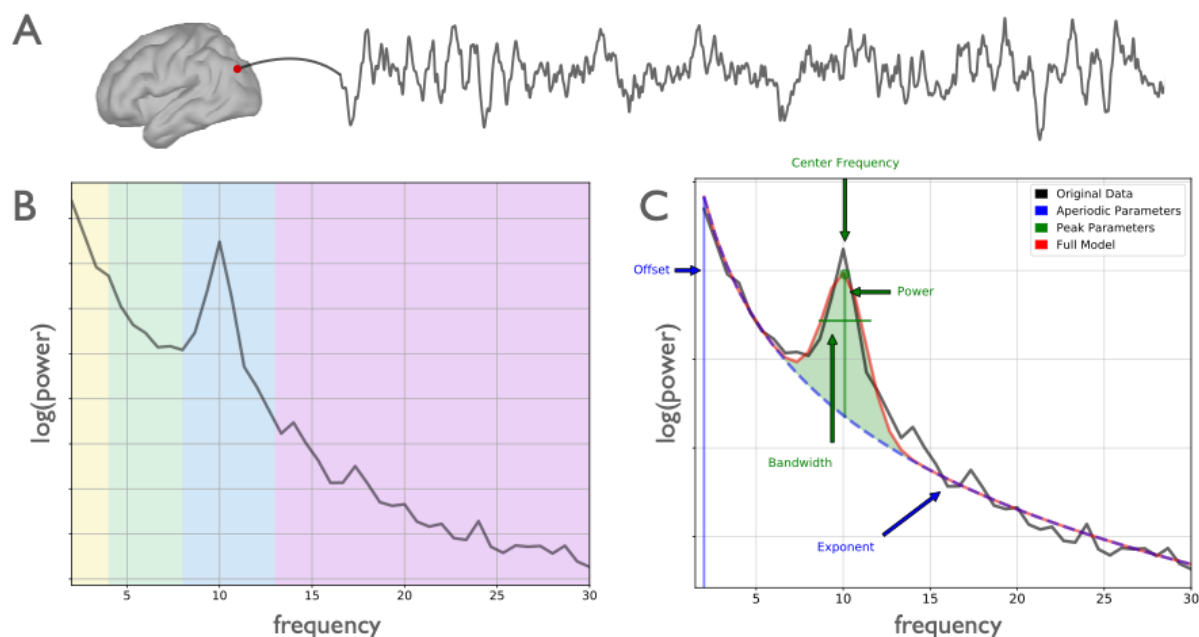 A
B
log(power)
5
10
15
20
25
30
frequency
C
Center Frequency
Original Data
Aperiodic Parameters
Peak Parameters
Full Model
Offset
Power
Bandwidth
Exponent
log(power)
5
10
15
20
25
30
frequency